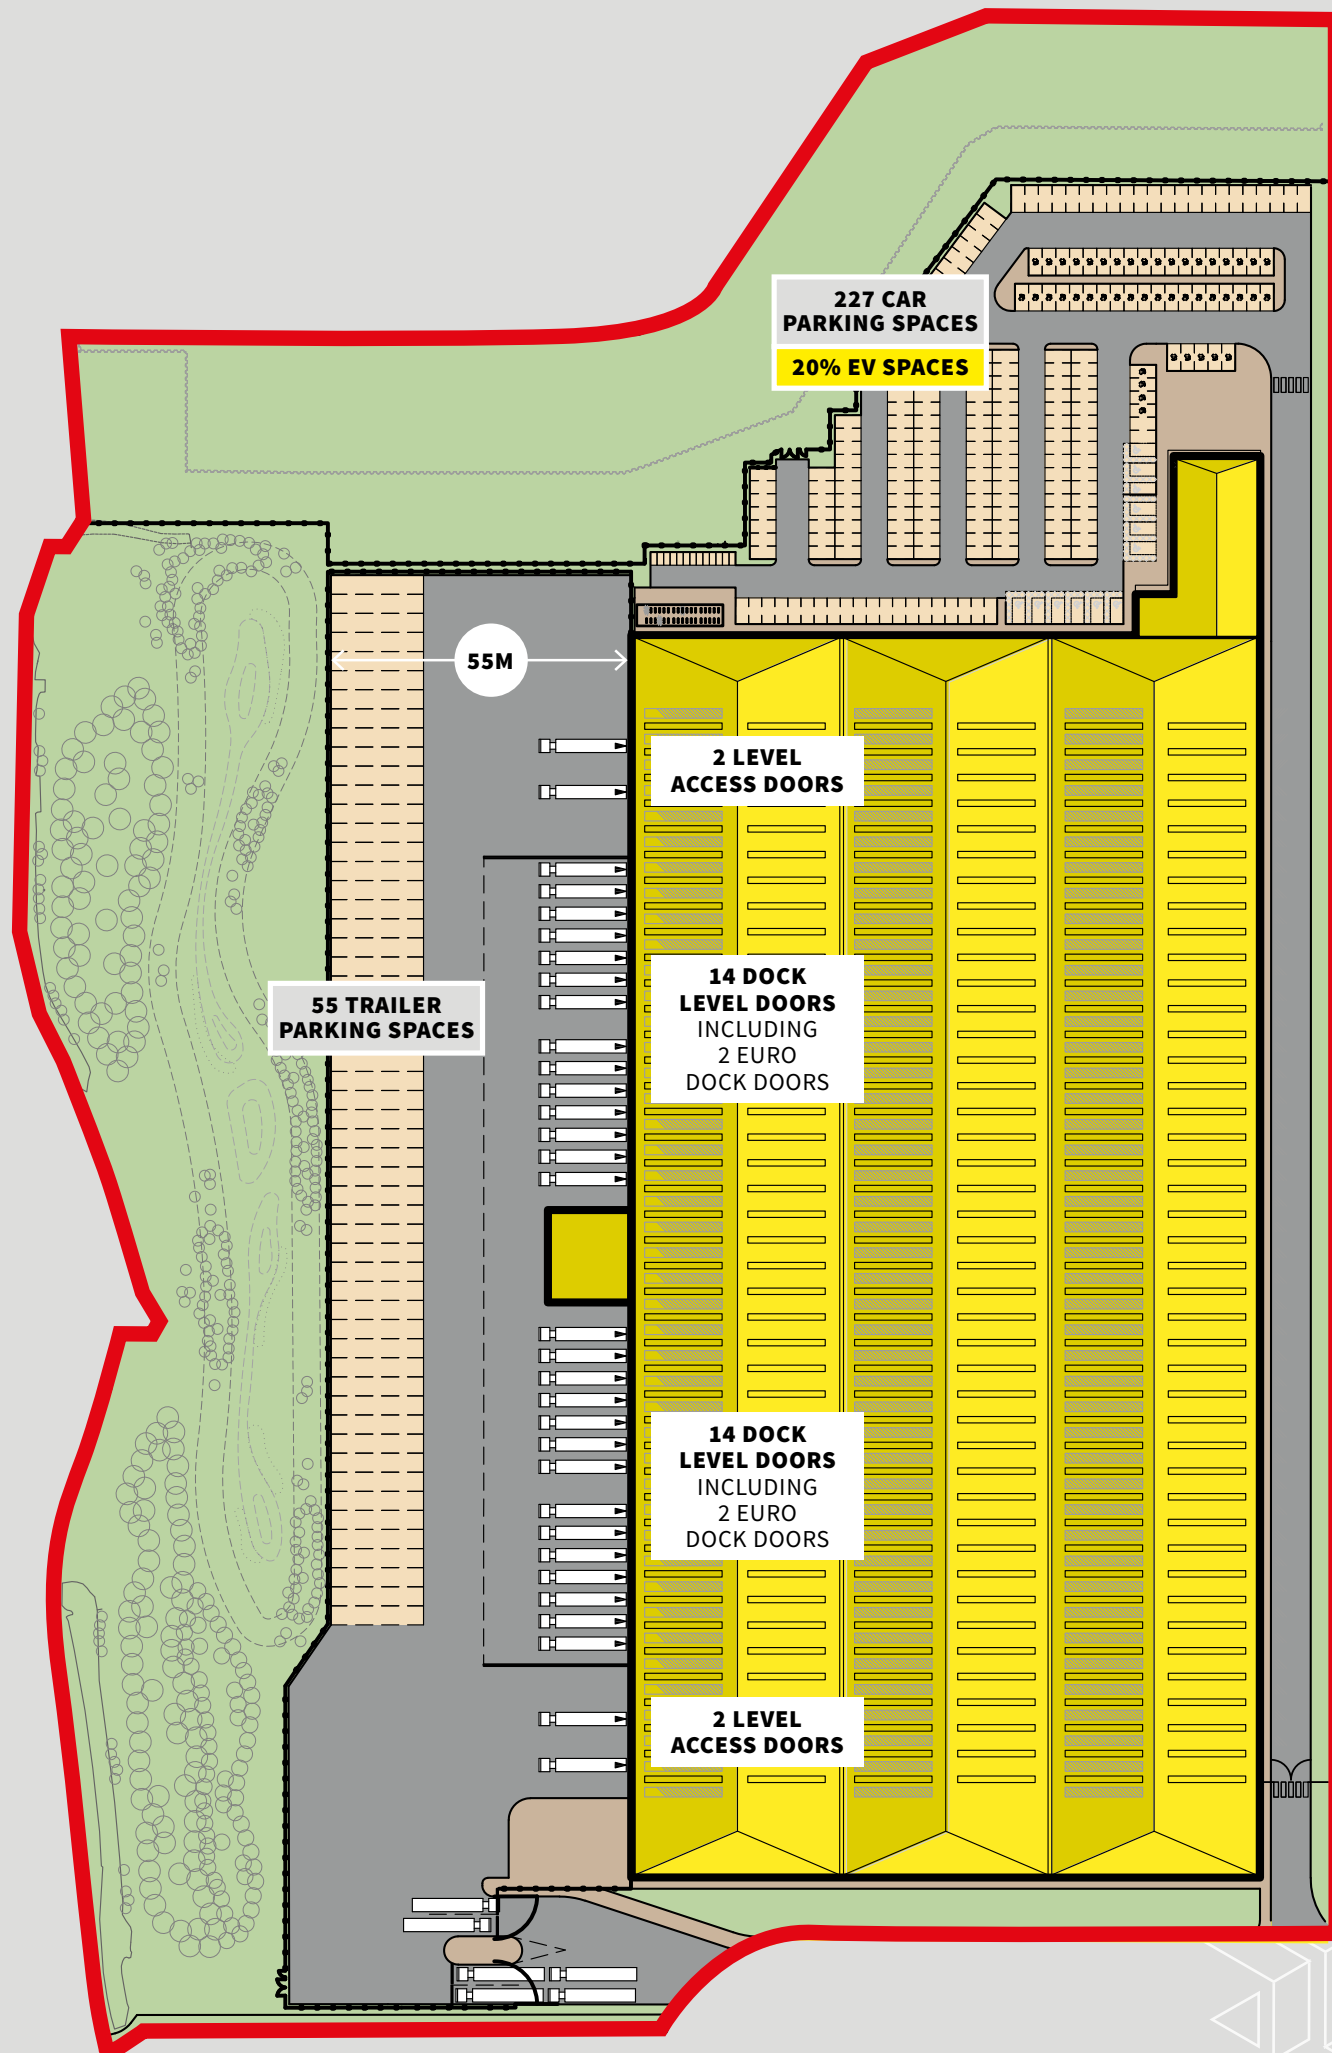 227 CAR
PARKING SPACES
20% EV SPACES
55M
2 LEVEL
ACCESS DOORS
14 DOCK
LEVEL DOORS
INCLUDING
2 EURO
DOCK DOORS
55 TRAILER
PARKING SPACES
14 DOCK
LEVEL DOORS
INCLUDING
2 EURO
DOCK DOORS
2 LEVEL
ACCESS DOORS